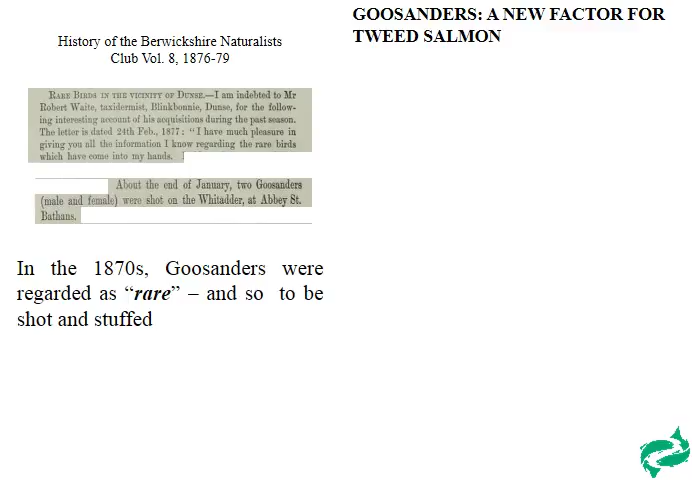 GOOSANDERS: A NEW FACTOR FOR
TWEED SALMON
History of the Berwickshire Naturalists
Club Vol. 8, 1876-79
RARE BIRDS IN THE VICINITY OF DUNSE.—I am indebted to Mr
Robert Waite, taxidermist, Blinkbonnie, Dunse, for the follow-
ing interesting account of his acquisitions during the past season.
The letter is dated 24th Feb., 1877: "I have much pleasure in
giving you all the information I know regarding the rare birds
which have come into my hands.
About the end of January, two Goosanders
(male and female) were shot on the Whitadder, at Abbey St.
Bathans.
In the 1870s, Goosanders were
regarded as “rare” – and so to be
shot and stuffed